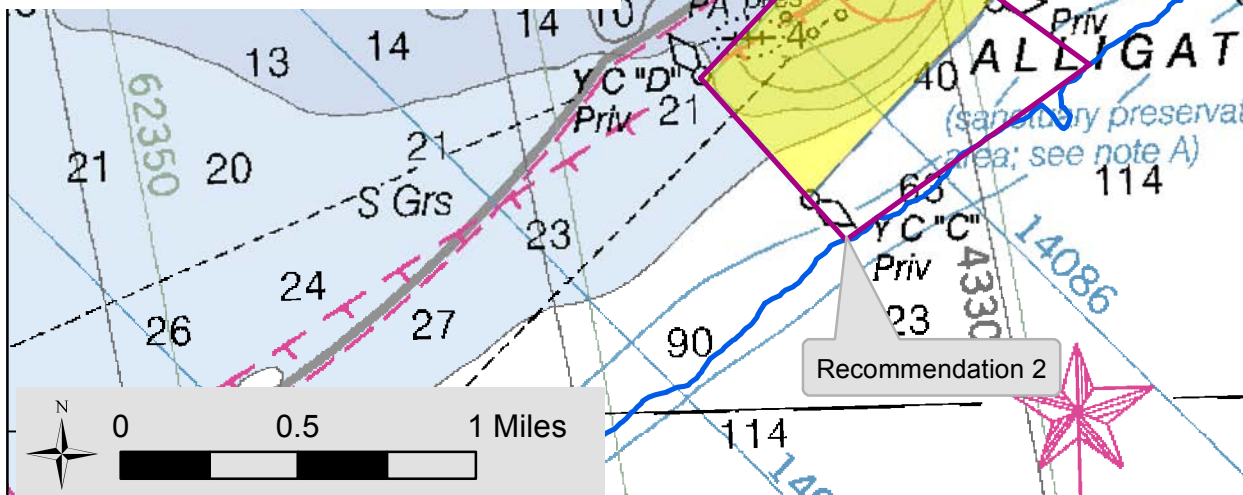 14
10
PA pres
Priv
14
13
4
ALLIGAT
Y C "D"
40
62350
Priv
21
(sanctuary preservat
area; see note A)
21
21
20
114
63
S Grs
23
Y C "C"
14086
Priv
4330
24
26
27
90
23
Recommendation 2
N
0 0.5 1 Miles
114